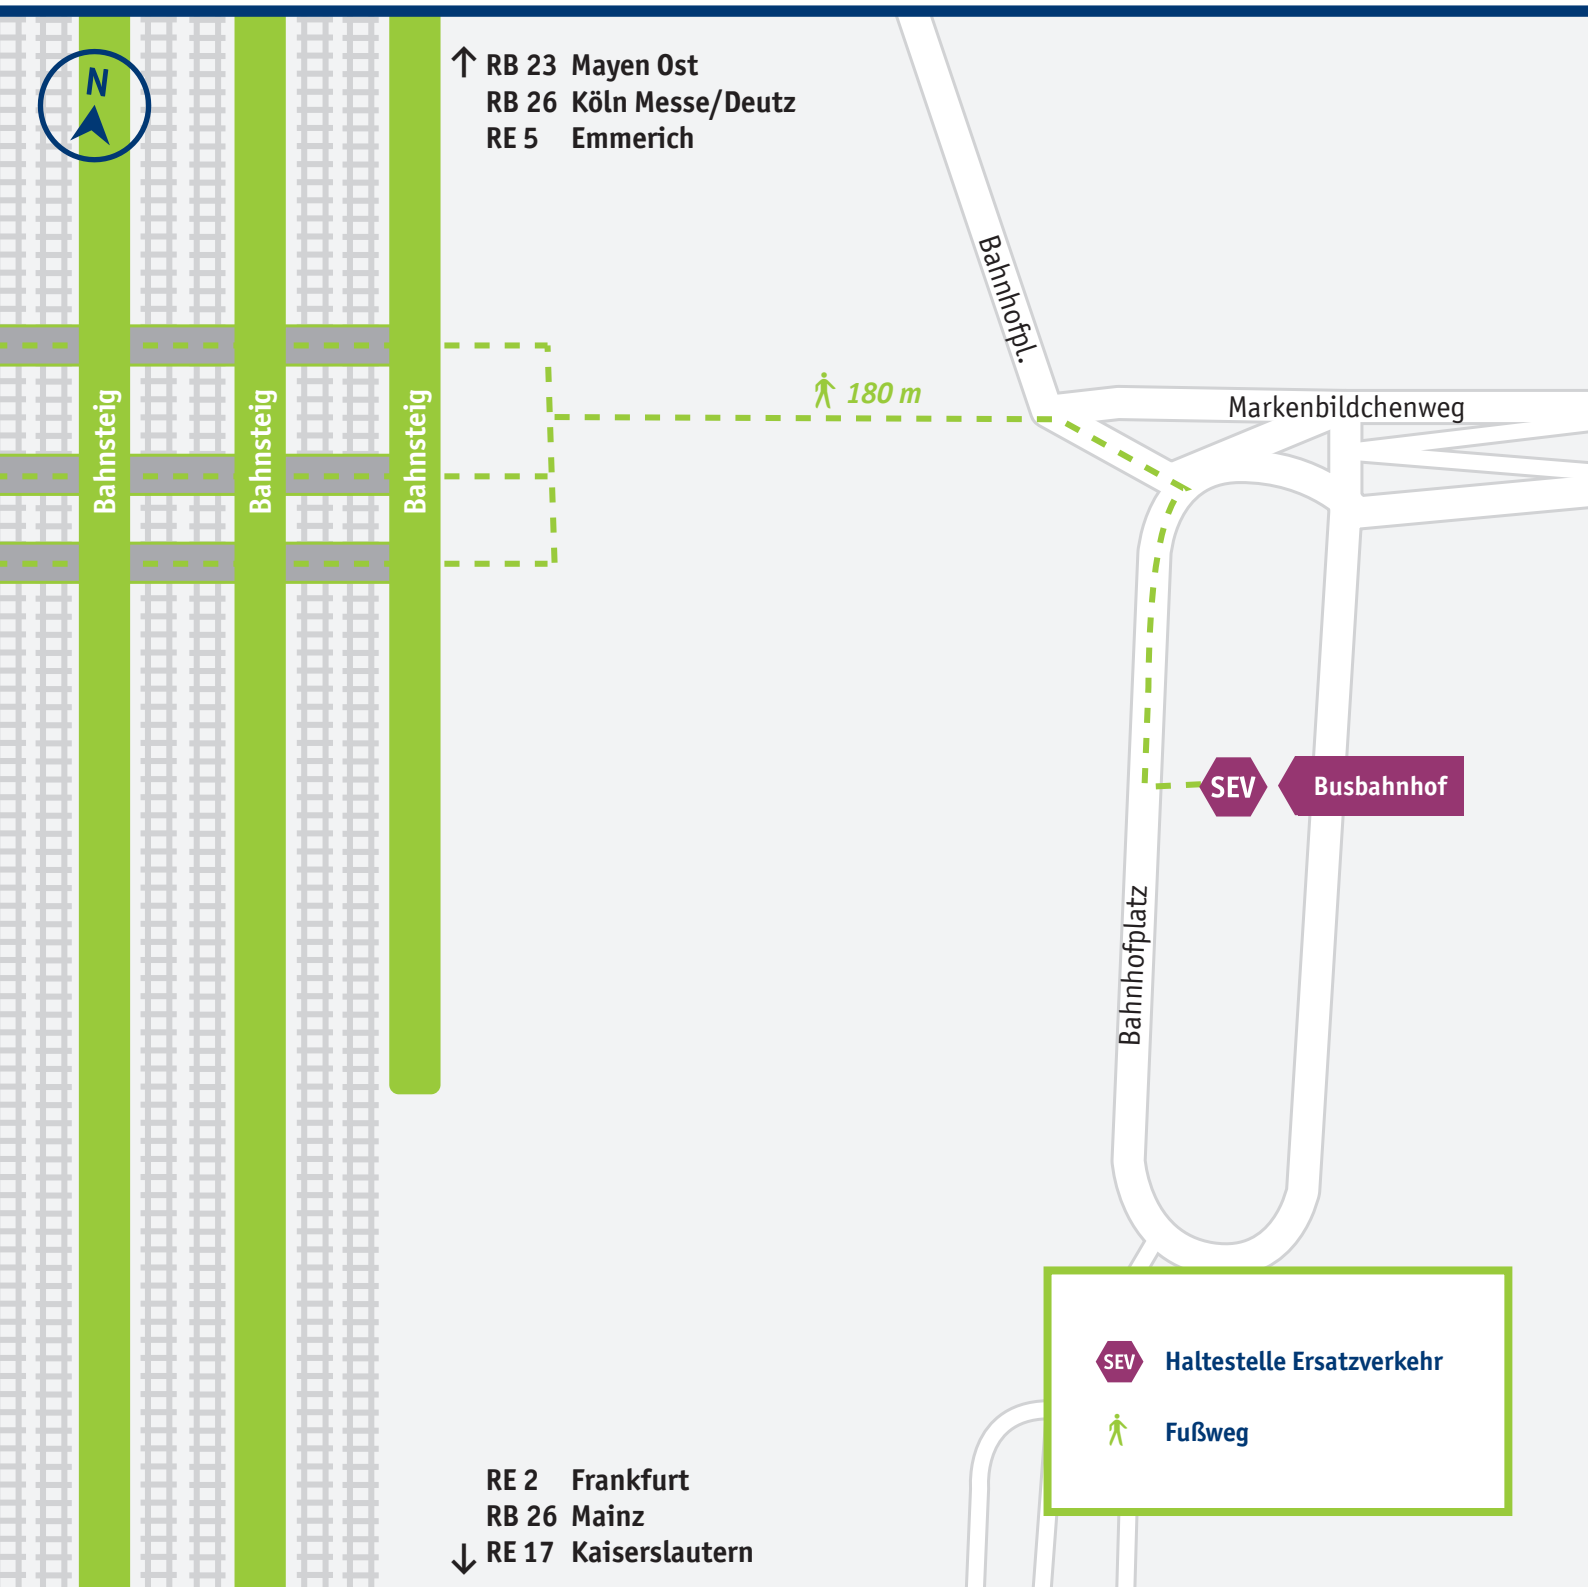 N
RB 23 Mayen Ost
RB 26 Köln Messe/Deutz
RE 5 Emmerich
Bahnhofpl.
180 m
Markenbildchenweg
Bahnsteig
Bahnsteig
Bahnsteig
SEV
Busbahnhof
Bahnhofplatz
SEV Haltestelle Ersatzverkehr
Fußweg
RE 2 Frankfurt
RB 26 Mainz
RE 17 Kaiserslautern